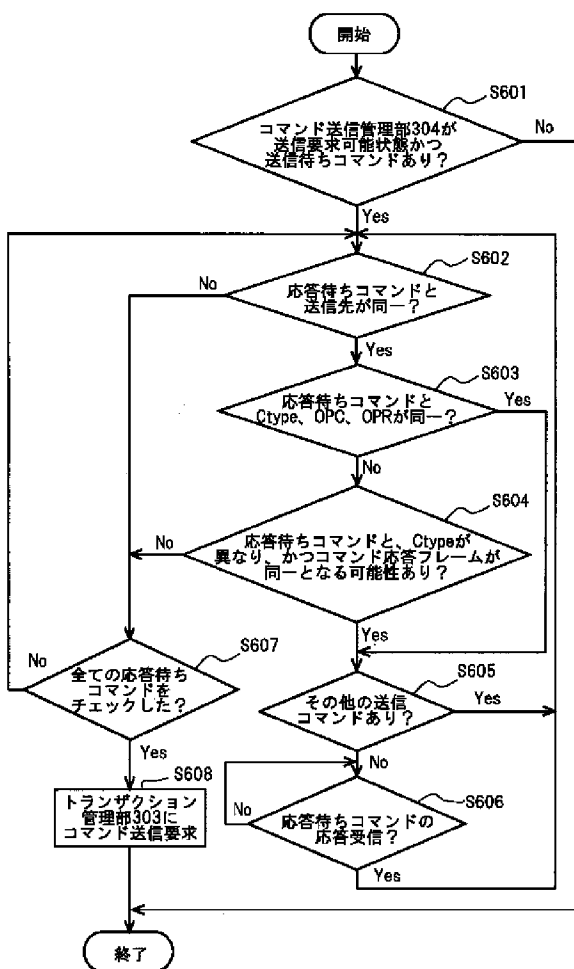 開始
S601
コマンド送信管理部304が
送信要求可能状態かつ
送信待ちコマンドあり?
No
Yes
S602
No
応答待ちコマンドと
送信先が同一?
Yes
S603
応答待ちコマンドと
Ctype、OPC、OPRが同一?
Yes
No
S604
No
応答待ちコマンドと、Ctypeが
異なり、かつコマンド応答フレームが
同一となる可能性あり?
Yes
S607
No
全ての応答待ち
コマンドを
チェックした?
S605
その他の送信
コマンドあり?
Yes
Yes
No
S608
トランザクション
管理部303に
コマンド送信要求
S606
No
応答待ちコマンドの
応答受信?
Yes
終了